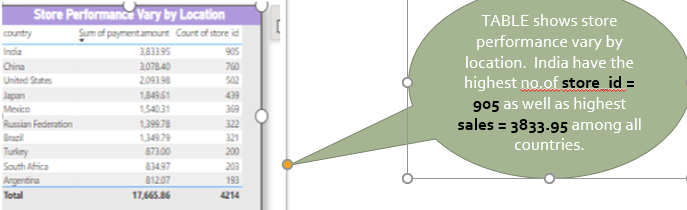 Store Performance Vary by Location
country Sum of payment.amount Count of store_id
India 3,833.95 905
China 3,078.40 760
United States 2,093.98 502
Japan 1,849.61 439
Mexico 1,540.31 369
Russian Federation 1,399.78 322
Brazil 1,349.79 321
Turkey 873.00 200
South Africa 834.97 203
Argentina 812.07 193
Total 17,665.86 4214
TABLE shows store
performance vary by
location. India have the
highest no.of store_id =
905 as well as highest
sales = 3833.95 among all
countries.